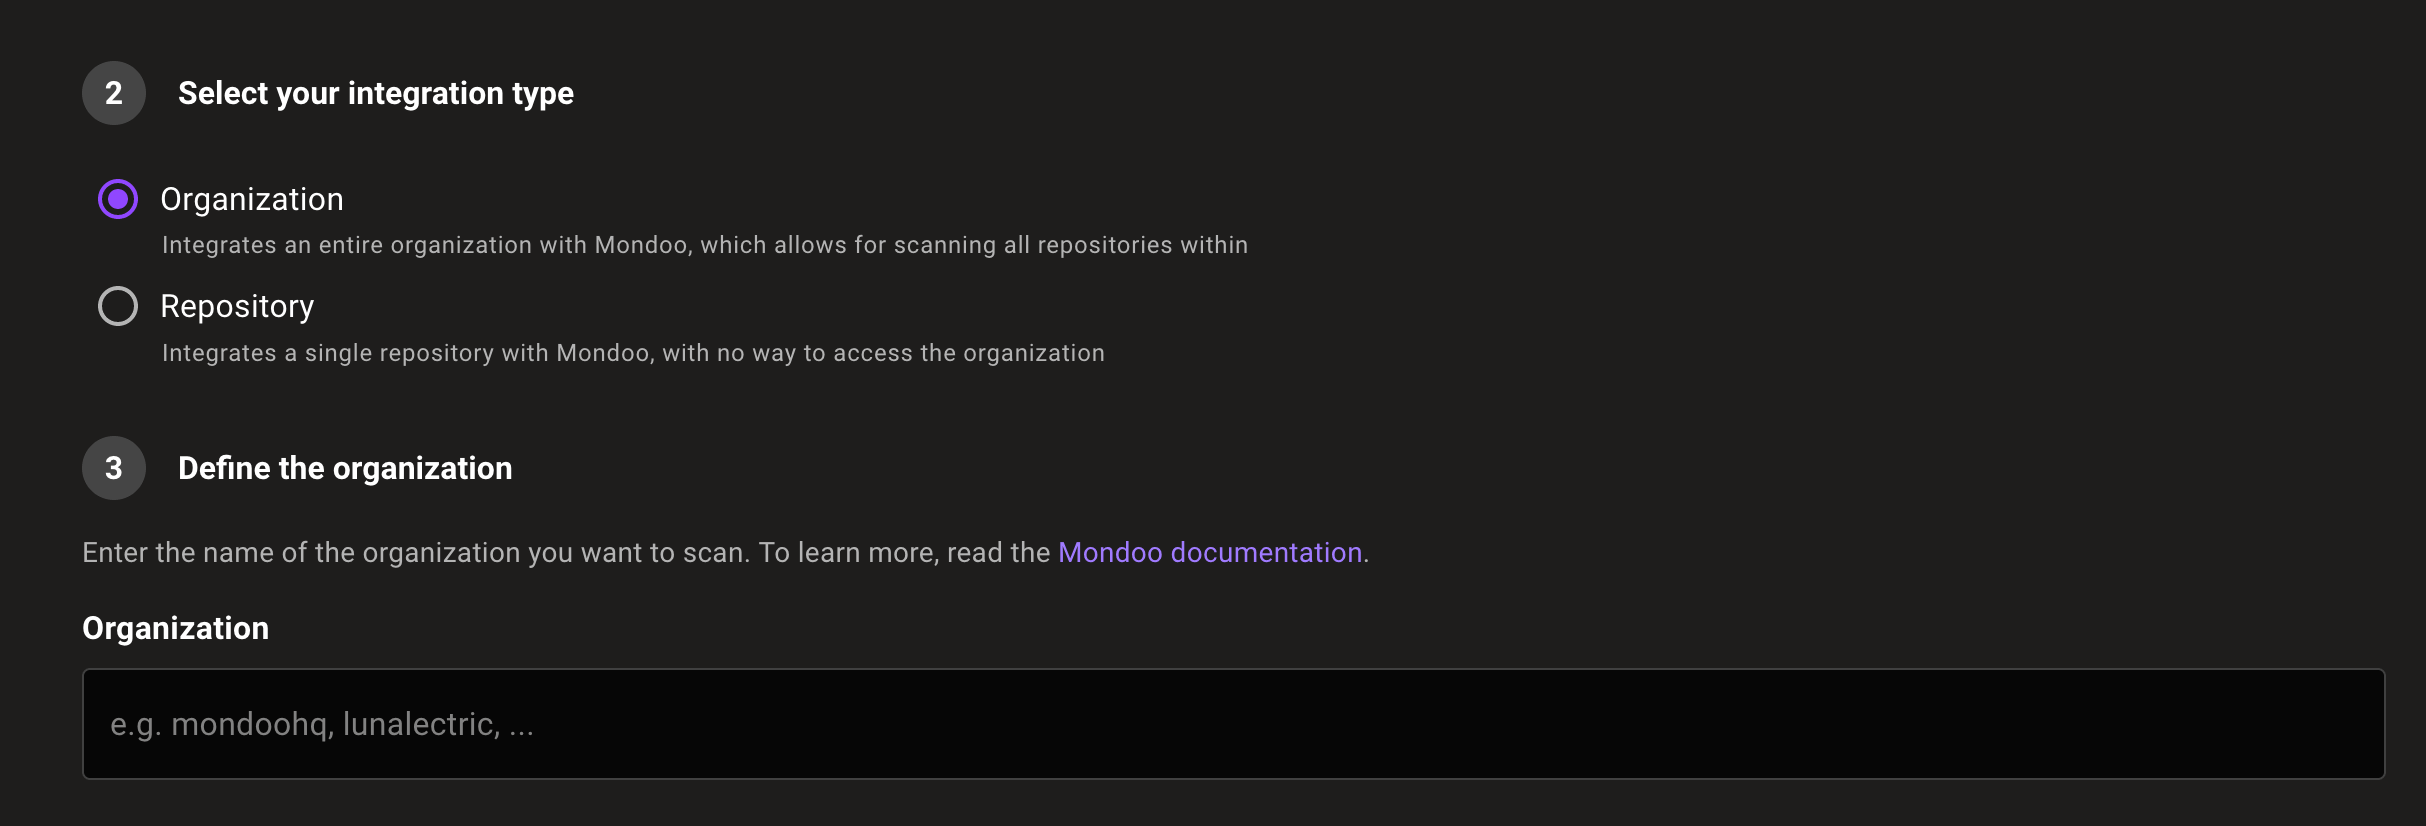 2 Select your integration type
Organization
Integrates an entire organization with Mondoo, which allows for scanning all repositories within
Repository
Integrates a single repository with Mondoo, with no way to access the organization
3 Define the organization
Enter the name of the organization you want to scan. To learn more, read the Mondoo documentation.
Organization
e.g. mondoohq, lunalectric, ...